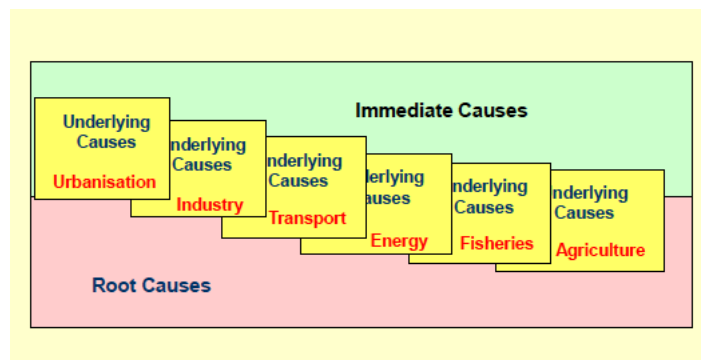 Immediate Causes
Underlying
Causes
Urbanisation
nderlying
Causes
Industry
nderlying
Causes
Transport
lerlying
auses
Energy
nderlying
Causes
Fisheries
nderlying
Causes
Agriculture
Root Causes